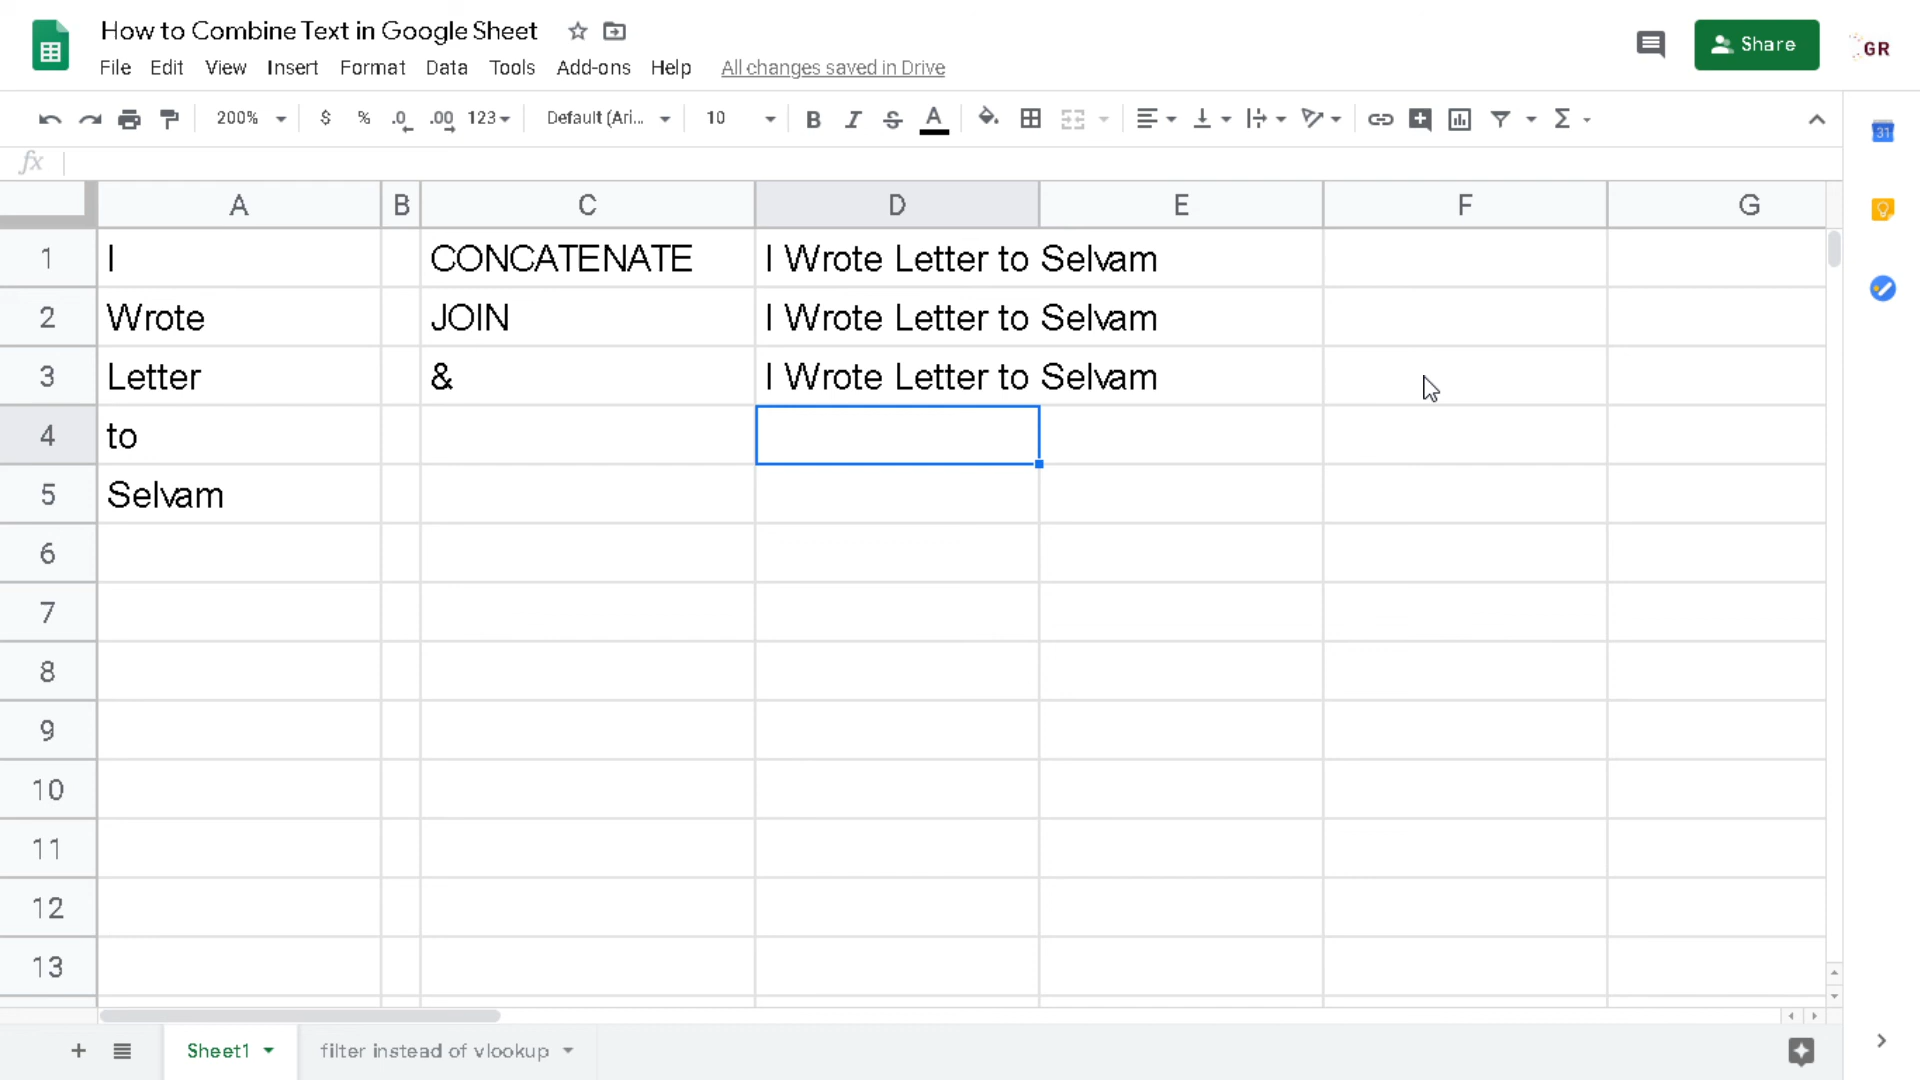 How to Combine Text in Google Sheet
File Edit View Insert Format Data Tools Add-ons Help All changes saved in Drive
Share
GR
200% $ % .0 .00 123 Default (Ari... 10 B I S A Σ
31
fx
A B C D E F G
1 I CONCATENATE I Wrote Letter to Selvam
2 Wrote JOIN I Wrote Letter to Selvam
3 Letter & I Wrote Letter to Selvam
4 to
5 Selvam
6
7
8
9
10
11
12
13
+ Sheet1 filter instead of vlookup